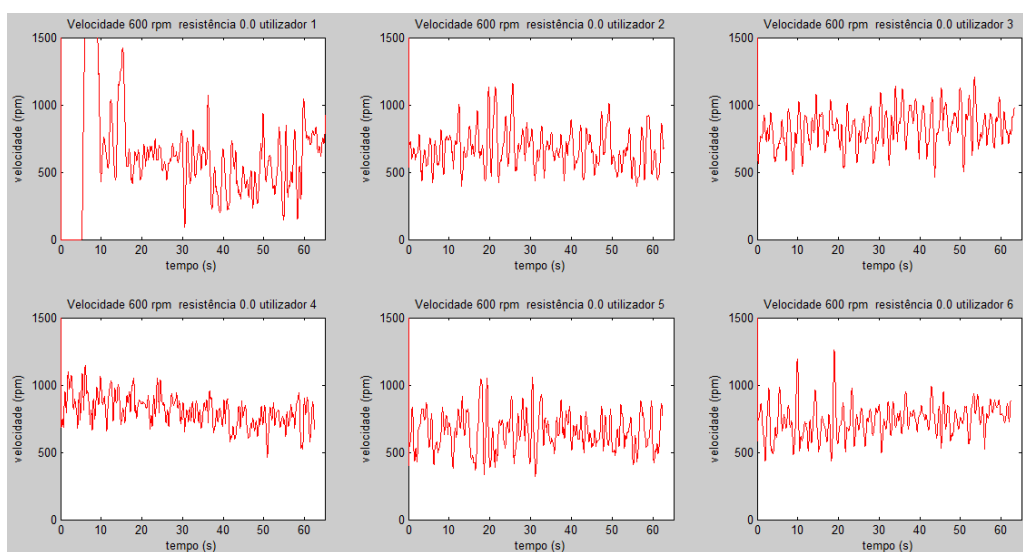 Velocidade 600 rpm  resistência 0.0 utilizador 1
1500
1000
500
0
velocidade (rpm)
0 10 20 30 40 50 60
tempo (s)
Velocidade 600 rpm  resistência 0.0 utilizador 2
1500
1000
500
0
velocidade (rpm)
0 10 20 30 40 50 60
tempo (s)
Velocidade 600 rpm  resistência 0.0 utilizador 3
1500
1000
500
0
velocidade (rpm)
0 10 20 30 40 50 60
tempo (s)
Velocidade 600 rpm  resistência 0.0 utilizador 4
1500
1000
500
0
velocidade (rpm)
0 10 20 30 40 50 60
tempo (s)
Velocidade 600 rpm  resistência 0.0 utilizador 5
1500
1000
500
0
velocidade (rpm)
0 10 20 30 40 50 60
tempo (s)
Velocidade 600 rpm  resistência 0.0 utilizador 6
1500
1000
500
0
velocidade (rpm)
0 10 20 30 40 50 60
tempo (s)